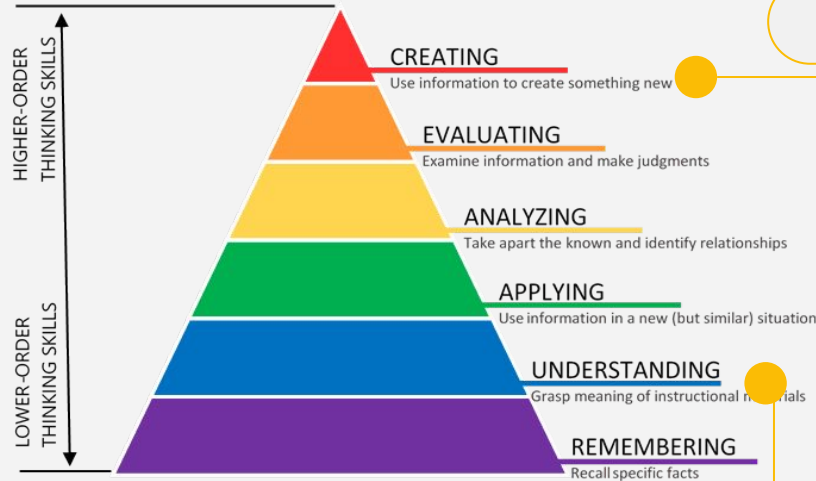 HIGHER-ORDER
THINKING SKILLS
CREATING
Use information to create something new
EVALUATING
Examine information and make judgments
ANALYZING
Take apart the known and identify relationships
APPLYING
Use information in a new (but similar) situation
LOWER-ORDER
THINKING SKILLS
UNDERSTANDING
Grasp meaning of instructional
REMEMBERING
Recall specific facts